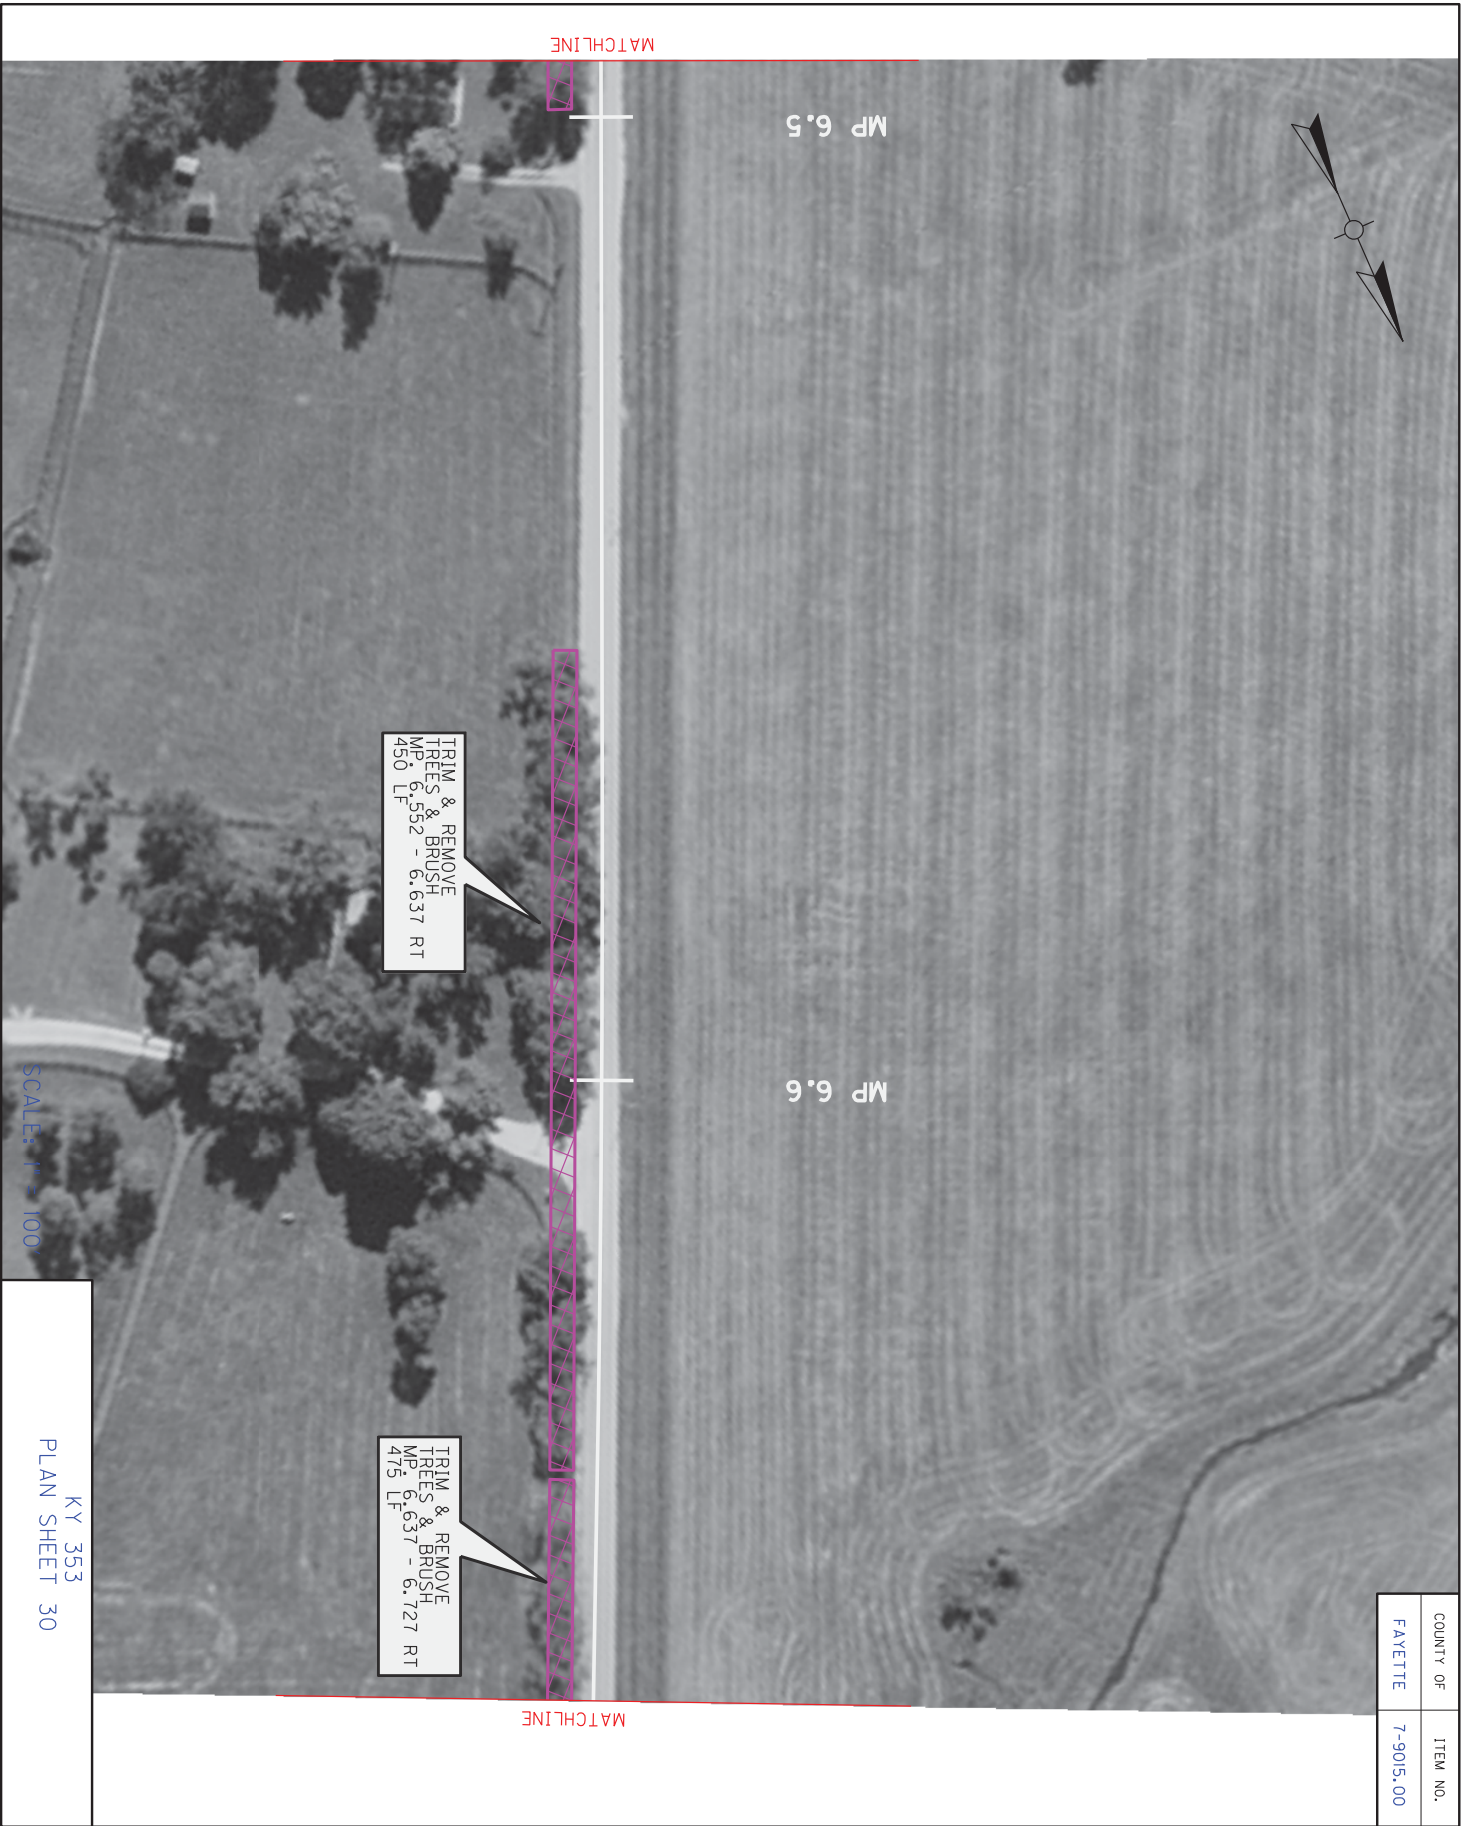 COUNTY OF
ITEM NO.
FAYETTE
7-9015.00
MATCHLINE
MP 6.5
MP 6.6
TRIM & REMOVE
TREES & BRUSH
MP. 6.552 - 6.637 RT
450 LF
TRIM & REMOVE
TREES & BRUSH
MP. 6.637 - 6.727 RT
475 LF
MATCHLINE
SCALE: 1" = 100
KY 353
PLAN SHEET 30